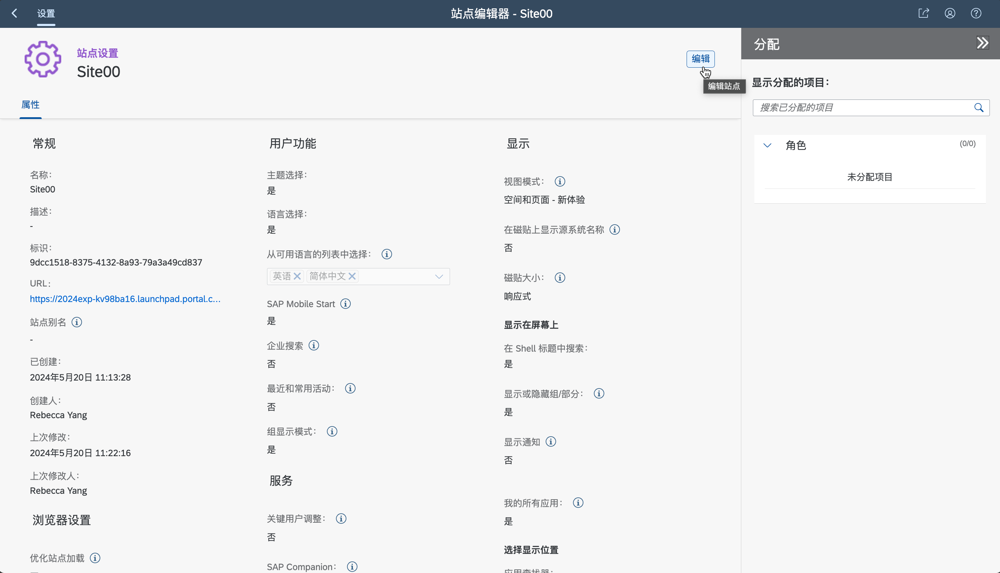 设置
站点编辑器 - Site00
站点设置
Site00
编辑
编辑站点
属性
常规
名称：
Site00
描述：
-
标识：
9dcc1518-8375-4132-8a93-79a3a49cd837
URL：
https://2024exp-kv98ba16.launchpad.portal.c...
站点别名
-
已创建：
2024年5月20日 11:13:28
创建人：
Rebecca Yang
上次修改：
2024年5月20日 11:22:16
上次修改人：
Rebecca Yang
浏览器设置
优化站点加载
用户功能
主题选择：
是
语言选择：
是
从可用语言的列表中选择：
英语 简体中文
SAP Mobile Start
是
企业搜索
否
最近和常用活动：
否
组显示模式：
是
服务
关键用户调整：
否
SAP Companion：
显示
视图模式：
空间和页面 - 新体验
在磁贴上显示源系统名称
否
磁贴大小：
响应式
显示在屏幕上
在 Shell 标题中搜索：
是
显示或隐藏组/部分：
是
显示通知
否
我的所有应用：
是
选择显示位置
应用查找器：
分配
显示分配的项目：
搜索已分配的项目
角色 (0/0)
未分配项目